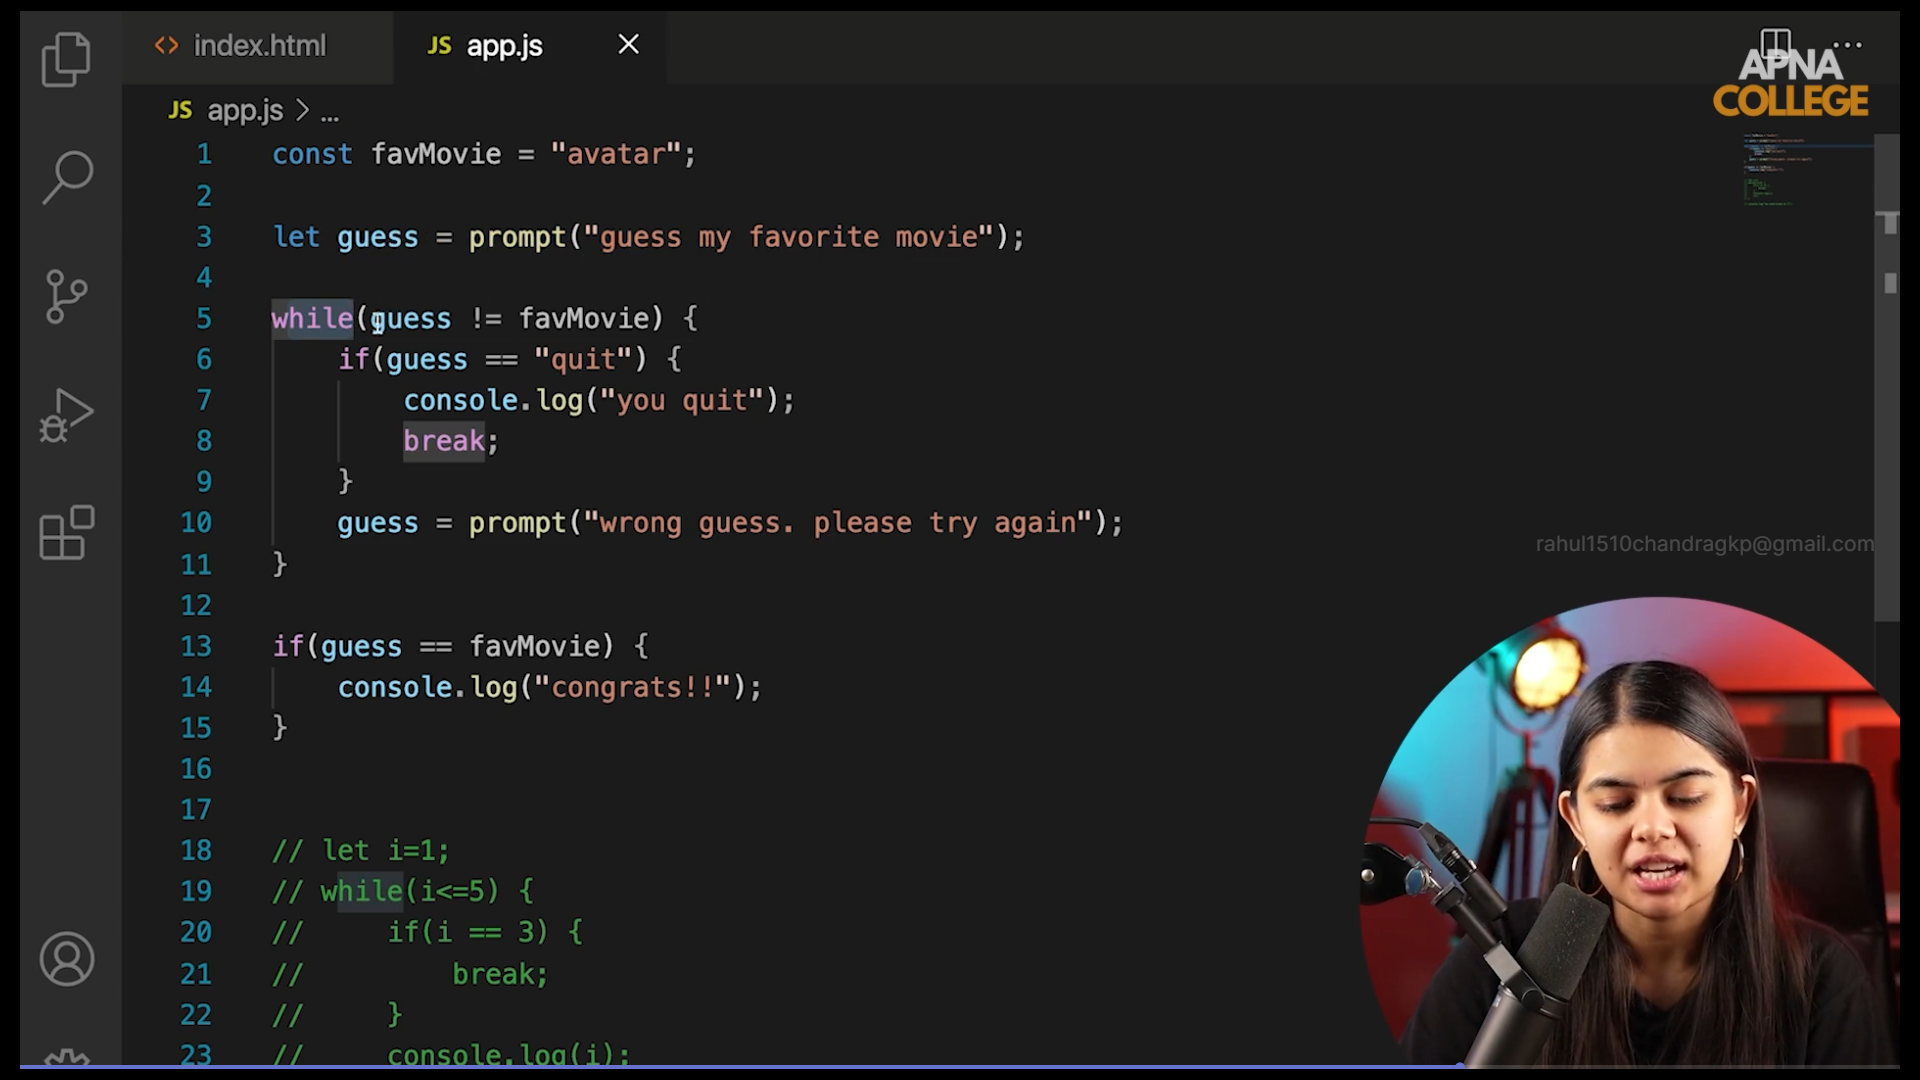 index.html
JS app.js
APNA
COLLEGE
JS app.js > ...
1 const favMovie = "avatar";
2
3 let guess = prompt("guess my favorite movie");
4
5 while(guess != favMovie) {
6 if(guess == "quit") {
7 console.log("you quit");
8 break;
9 }
10 guess = prompt("wrong guess. please try again");
11 }
12
13 if(guess == favMovie) {
14 console.log("congrats!!");
15 }
16
17
18 // let i=1;
19 // while(i<=5) {
20 // if(i == 3) {
21 // break;
22 // }
23 // console.log(i);
rahul1510chandragkp@gmail.com